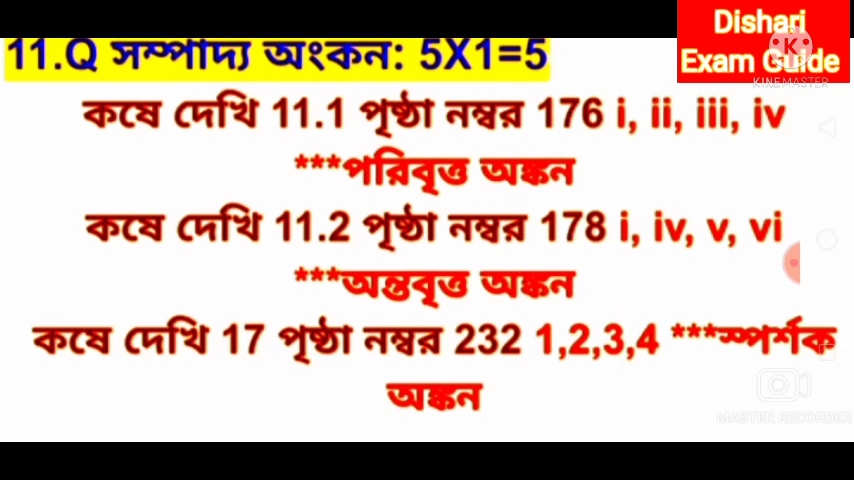 Dishari
Exam Guide
KINEMASTER
11.Q সম্পাদ্য অংকন: 5X1=5
কষে দেখি 11.1 পৃষ্ঠা নম্বর 176 i, ii, iii, iv
***পরিবৃত্ত অঙ্কন
কষে দেখি 11.2 পৃষ্ঠা নম্বর 178 i, iv, v, vi
***অন্তবৃত্ত অঙ্কন
কষে দেখি 17 পৃষ্ঠা নম্বর 232 1,2,3,4 ***স্পর্শক
অঙ্কন
MASTER RECORDER